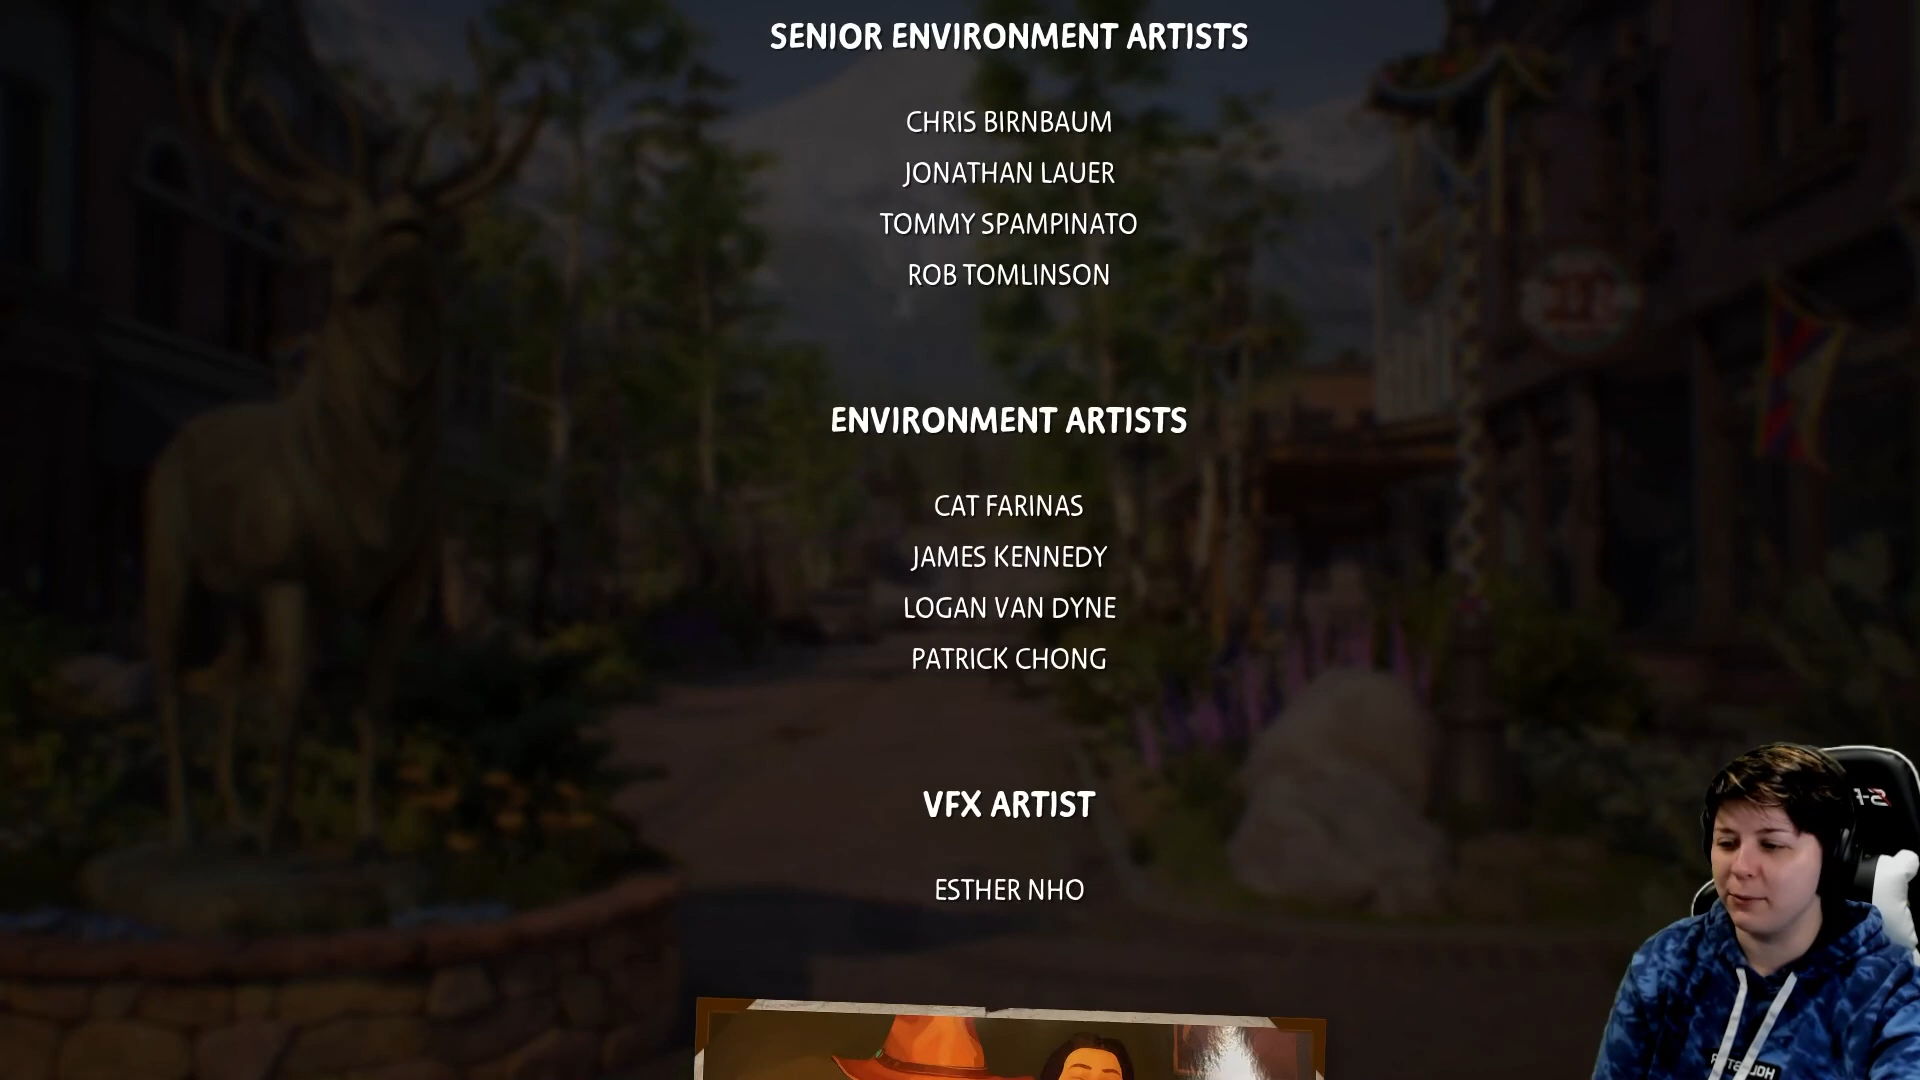 SENIOR ENVIRONMENT ARTISTS
CHRIS BIRNBAUM
JONATHAN LAUER
TOMMY SPAMPINATO
ROB TOMLINSON
ENVIRONMENT ARTISTS
CAT FARINAS
JAMES KENNEDY
LOGAN VAN DYNE
PATRICK CHONG
VFX ARTIST
ESTHER NHO